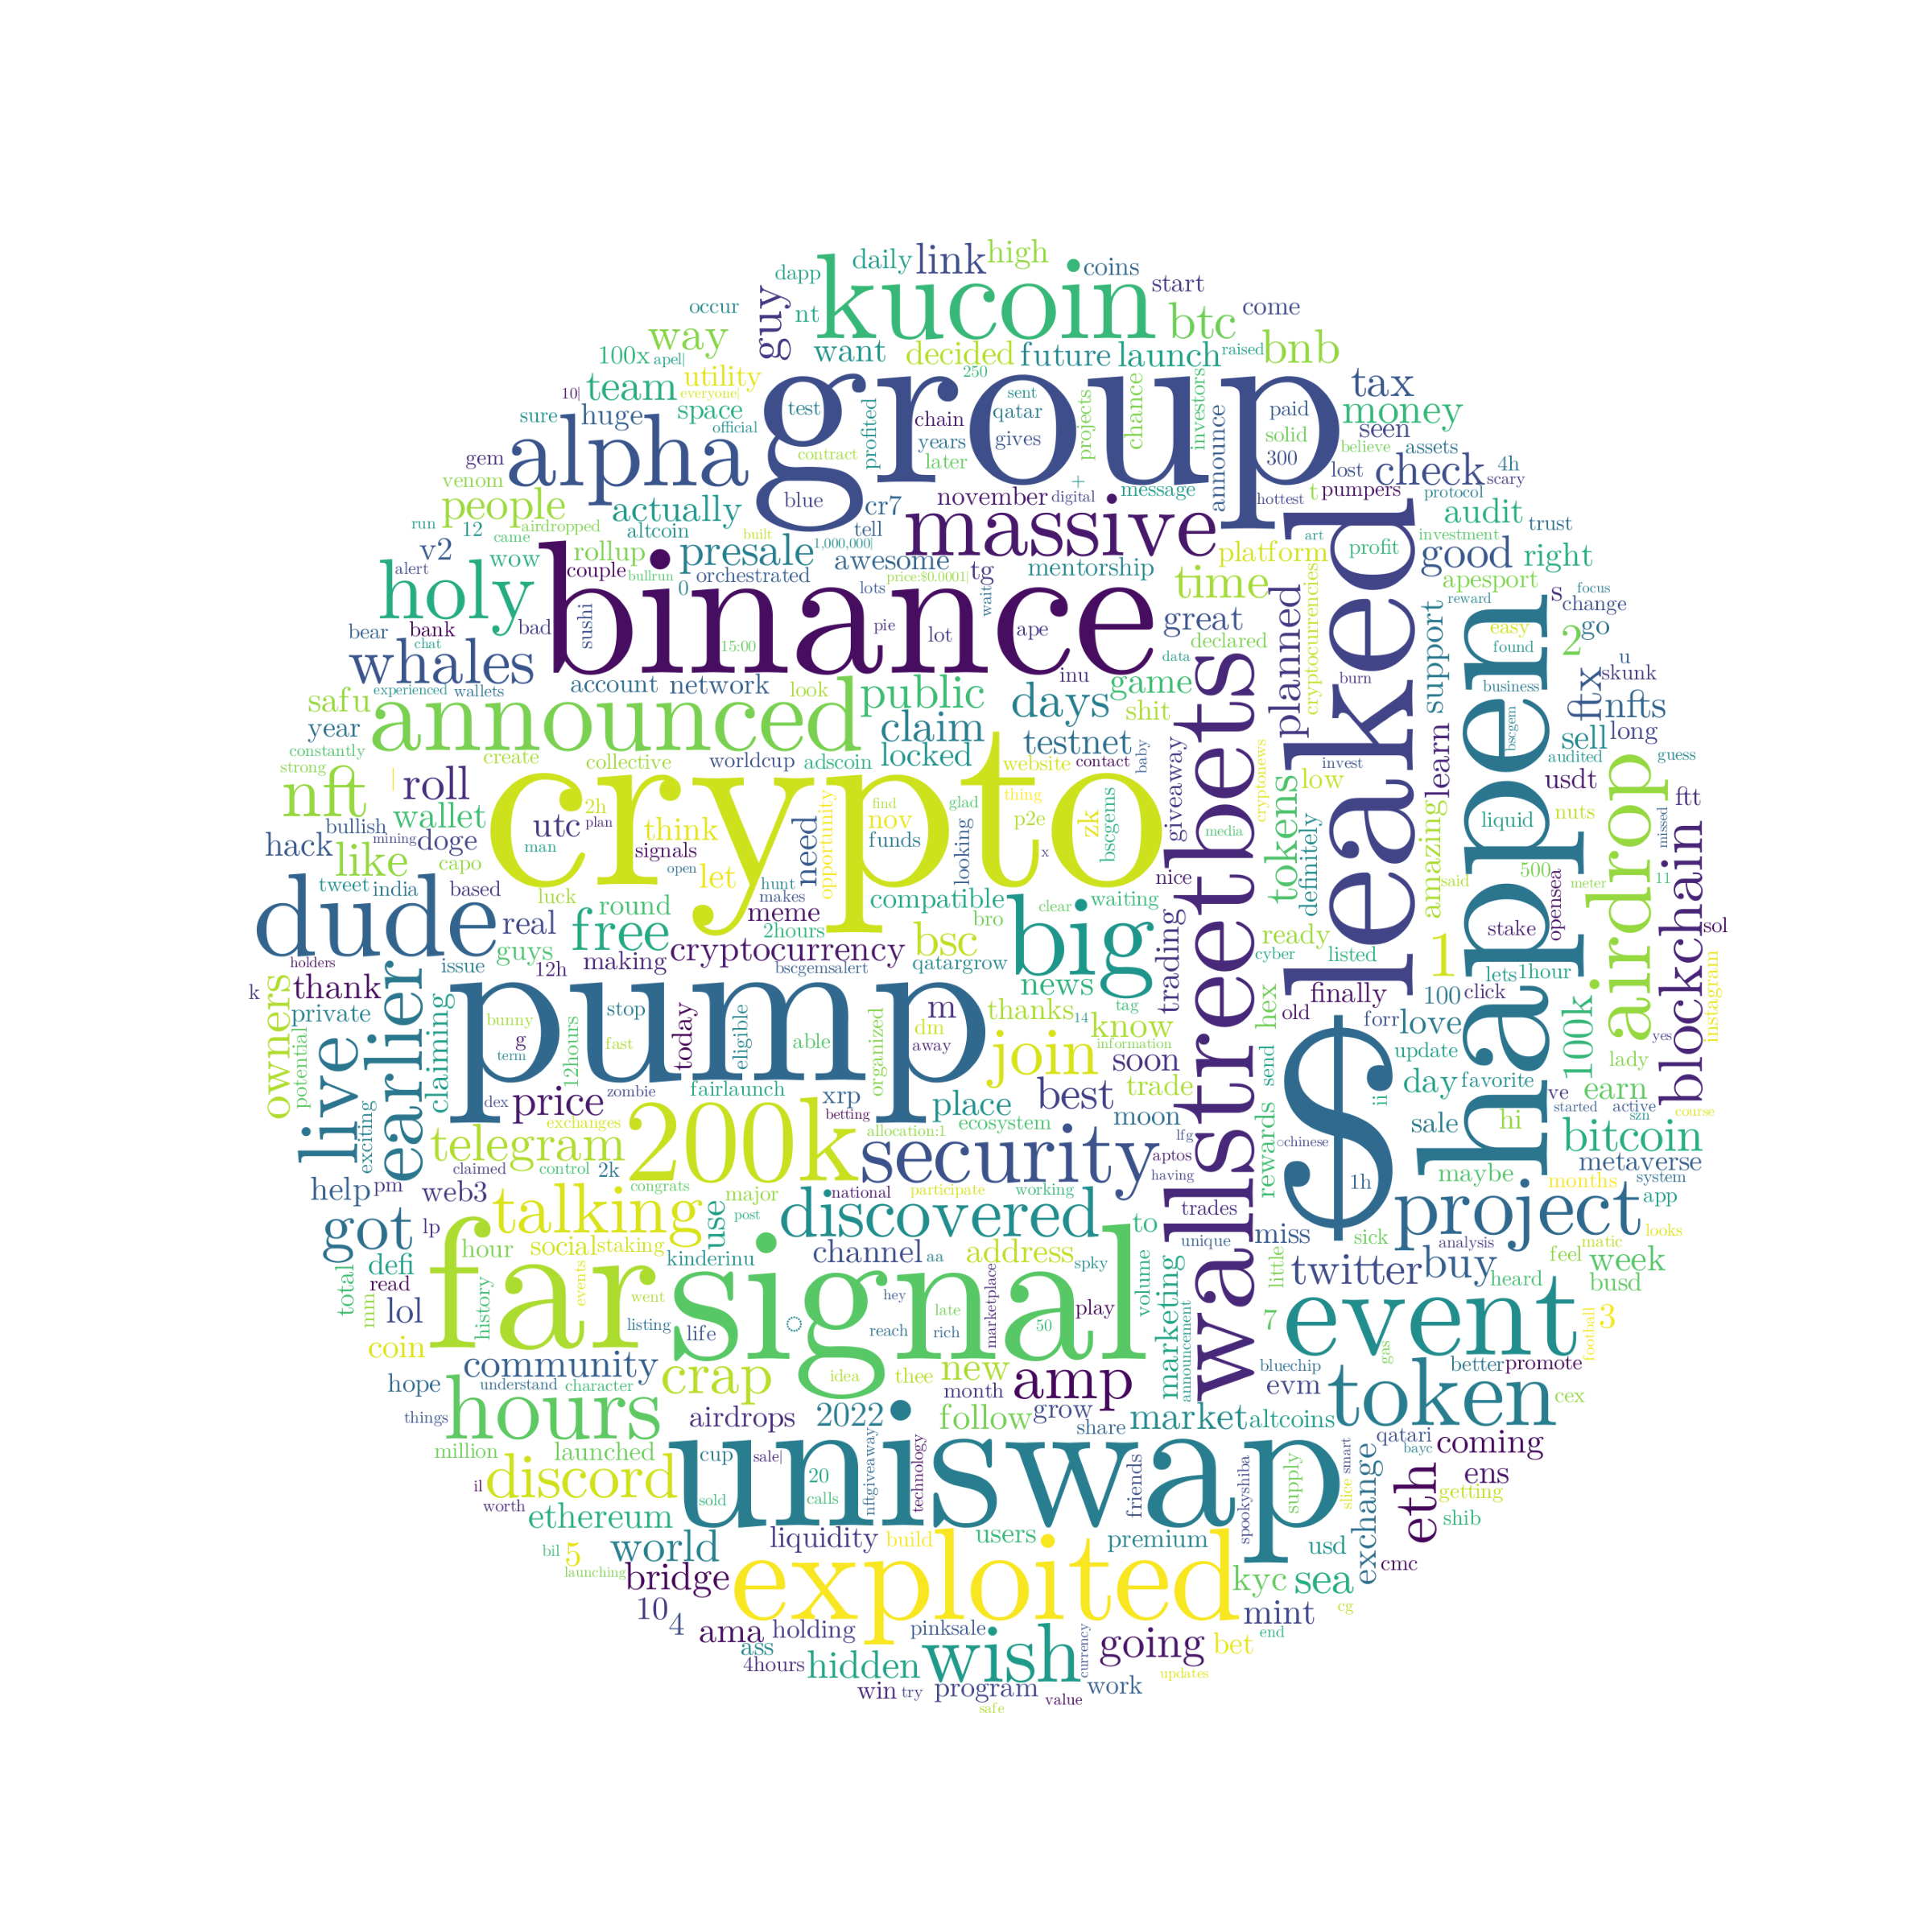 daily link high
dapp kucoin coins
start
occur guy nt btc come
way want decided future launch raised bnb
100x apel| 250
team utility tax
10| everyone| group money
sure huge space test sent qatar chance projects investors paid
official profited chain solid seen
alpha gives announce believe assets
gem contract years later 300 lost check 4h
venom blue november digital + message hottest t pumpers protocol scary
people actually cr7 massive leaked audit
run 12 airdropped altcoin tell profit investment trust
came built 1,000,000|
v2 wow rollup presale awesome platform art good right
alert couple bullrun orchestrated price:$0.0001| tg mentorship cryptocurrencies| apesport focus
holy 0 lots wait time planned reward s change
binance
bear bank bad sushi pie lot ape great support easy go
chat 15:00 declared found 2
whales data u
experienced wallets account network look inu burn business skunk
safu public days game happen ftx nfts
year announced claim shit learn bscgem sell long
constantly locked testnet audited
strong create collective worldcup adscoin website contact baby invest guess
nft | roll crypto giveaway tokens low amazing usdt ftt
2h find glad thing cryptonews
wallet utc plan think nov p2e zk bscgems media liquid nuts
bullish opportunity airdrop
hack mining doge man signals need funds looking x missed
like capo open nice definitely said 500 11
tweet india based luck let hunt compatible waiting meter
dude makes clear blockchain
real round meme bro wallstreetbets stake opensea sol
free 2hours bsc big ready
guys cryptocurrency trading cyber listed
holders issue 12h making bscgemsalert qatargrow lets 1hour
k thank news tag finally 1 100 click
owners private earlier pump m thanks 14 hex old forr love 100k instagram
bunny stop know yes
live g today eligible able organized dm information send $ update
potential claiming term 12hours fast away join soon lady
fairlaunch day favorite
zombie xrp best trade ve earn
exciting dex price betting place moon rewards ii started active szn course
exchanges 200k allocation:1 ecosystem sale hi
telegram lfg ○chinese bitcoin
claimed control 2k security aptos maybe metaverse
help pm congrats having 1h months system
web3 major national participate working app
talking discovered trades project
got lp use post to looks
hour social staking channel address miss sick analysis matic
defi kinderinu aa unique feel week
total read far events signal spky volume little twitter buy heard busd
mm history went hey marketplace
lol listing life late play 7 event football 3
coin reach rich 50 gas
community crap idea thee new marketing announcement bluechip better promote
hope understand character month amp evm token cex
things hours airdrops 2022 follow grow market altcoins
share qatari
million launched cup sale| bayc coming
il discord uniswap 20 smart exchange ens
worth sold calls nftgiveaway technology friends spookyshiba supply slice eth getting
ethereum shib
liquidity build users premium usd
bil 5 world exploited cmc
launching bridge kyc sea
cg
10 4 mint
ama holding pinksale end
ass wish currency going bet
4hours hidden updates
win try program work
value
safe